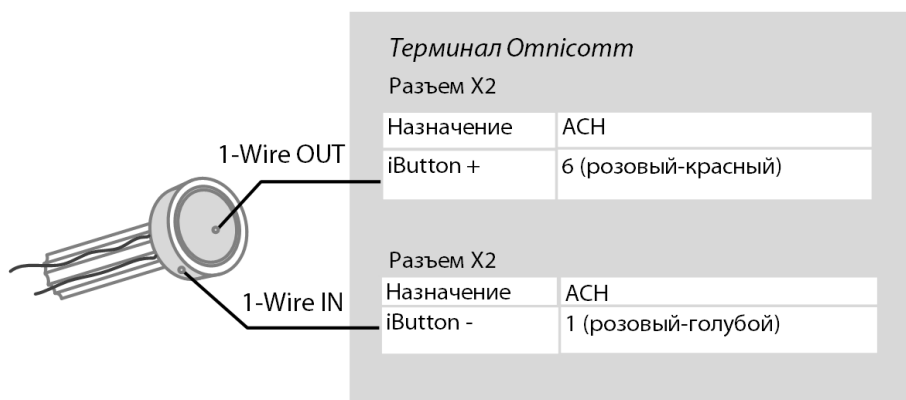 Терминал Omnicomm
Разъем X2
Назначение АСН
1-Wire OUT
iButton + 6 (розовый-красный)
Разъем X2
Назначение АСН
1-Wire IN
iButton - 1 (розовый-голубой)